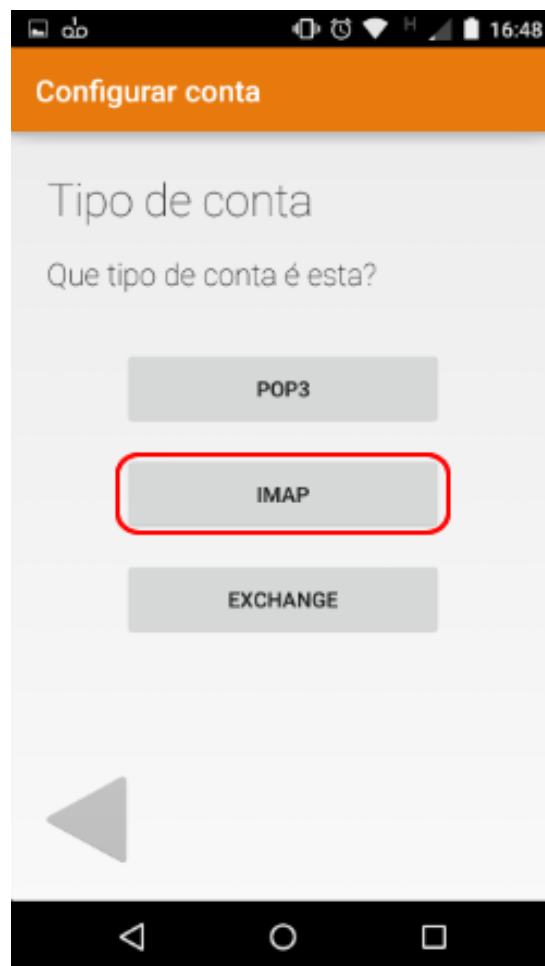 H 16:48
Configurar conta
Tipo de conta
Que tipo de conta é esta?
POP3
IMAP
EXCHANGE